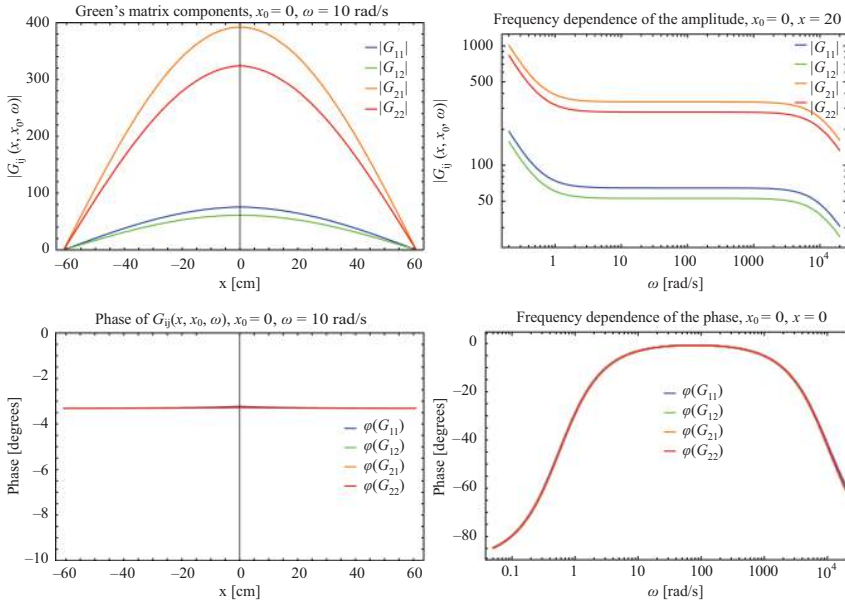 Green's matrix components, x₀ = 0, ω = 10 rad/s
|Gᵢⱼ (x, x₀, ω)|
400
300
200
100
0
|G₁₁|
|G₁₂|
|G₂₁|
|G₂₂|
–60 –40 –20 0 20 40 60
x [cm]
Frequency dependence of the amplitude, x₀ = 0, x = 20
|Gᵢⱼ (x, x₀, ω)|
1000
500
100
50
|G₁₁|
|G₁₂|
|G₂₁|
|G₂₂|
1 10 100 1000 10⁴
ω [rad/s]
Phase of Gᵢⱼ(x, x₀, ω), x₀ = 0, ω = 10 rad/s
Phase [degrees]
0
–2
–4
–6
–8
–10
φ(G₁₁)
φ(G₁₂)
φ(G₂₁)
φ(G₂₂)
–60 –40 –20 0 20 40 60
x [cm]
Frequency dependence of the phase, x₀ = 0, x = 0
Phase [degrees]
0
–20
–40
–60
–80
φ(G₁₁)
φ(G₁₂)
φ(G₂₁)
φ(G₂₂)
0.1 1 10 100 1000 10⁴
ω [rad/s]